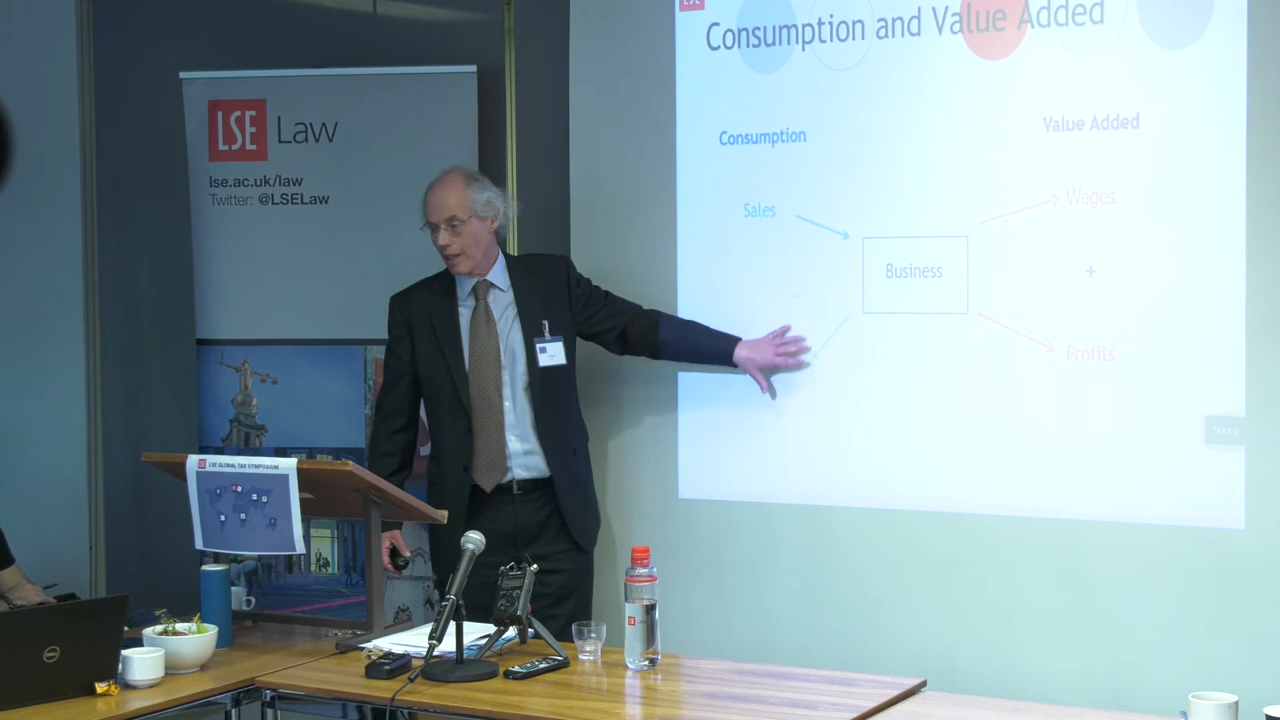 LSE Law
lse.ac.uk/law
Twitter: @LSELaw
LSE GLOBAL TAX SYMPOSIUM
LSE
Consumption and Value Added
Consumption
Value Added
Sales
Wages
Business
+
Profits
DELL